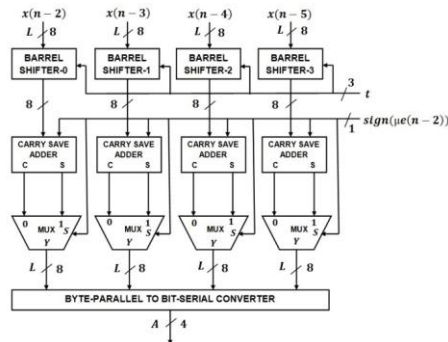 x(n−2) x(n−3) x(n−4) x(n−5)
L 8 L 8 L 8 L 8
BARREL SHIFTER-0 BARREL SHIFTER-1 BARREL SHIFTER-2 BARREL SHIFTER-3
3
t
8 8 8 8
sign(μe(n−2))
1
CARRY SAVE ADDER CARRY SAVE ADDER CARRY SAVE ADDER CARRY SAVE ADDER
C S C S C S C S
0 1 0 1 0 1 0 1
MUX S MUX S MUX S MUX S
Y Y Y Y
L 8 L 8 L 8 L 8
BYTE-PARALLEL TO BIT-SERIAL CONVERTER
A 4